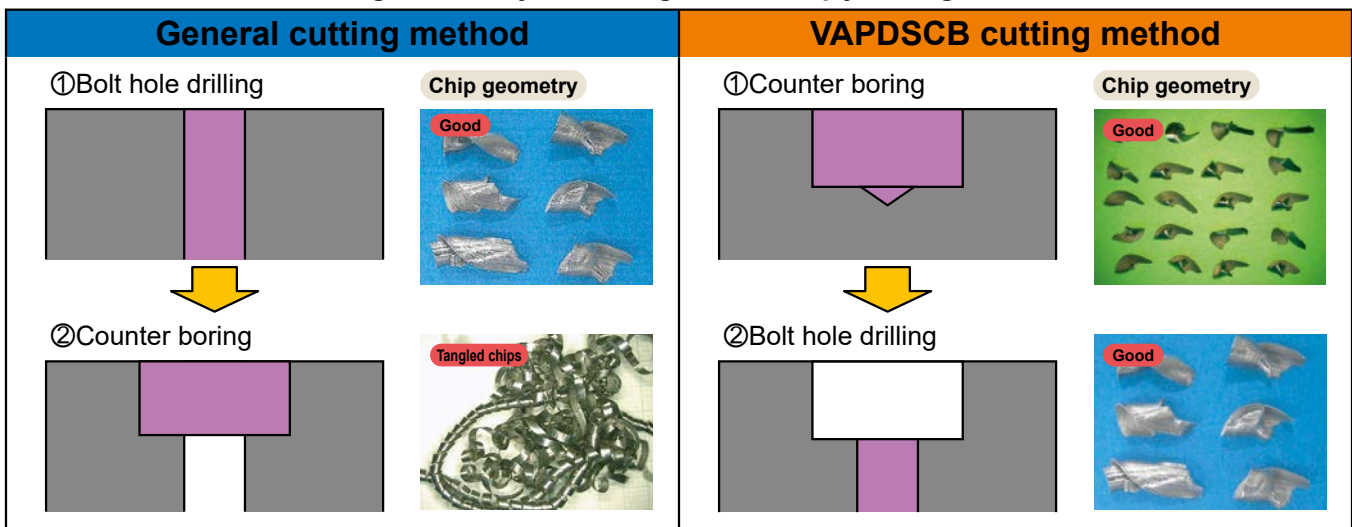 General cutting method
①Bolt hole drilling
Chip geometry
Good
②Counter boring
Tangled chips
VAPDSCB cutting method
①Counter boring
Chip geometry
Good
②Bolt hole drilling
Good